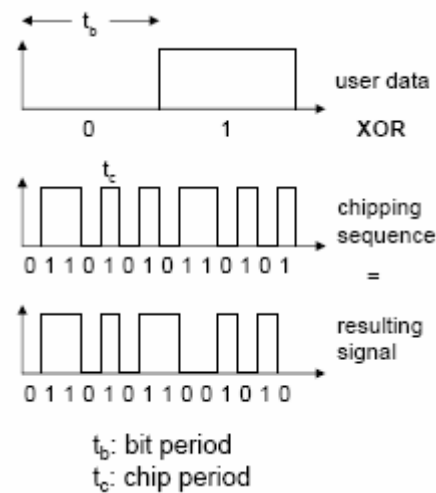 t_b
user data
0 1 XOR
t_c
chipping
sequence
0 1 1 0 1 0 1 0 1 1 0 1 0 1 =
resulting
signal
0 1 1 0 1 0 1 1 0 0 1 0 1 0
t_b: bit period
t_c: chip period